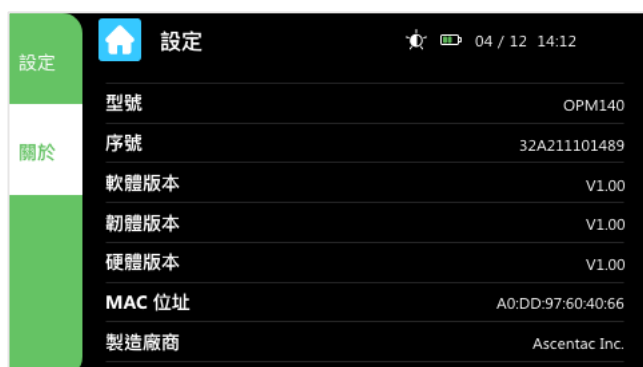 設定
關於
設定 04 / 12 14:12
型號 OPM140
序號 32A211101489
軟體版本 V1.00
韌體版本 V1.00
硬體版本 V1.00
MAC 位址 A0:DD:97:60:40:66
製造廠商 Ascentac Inc.